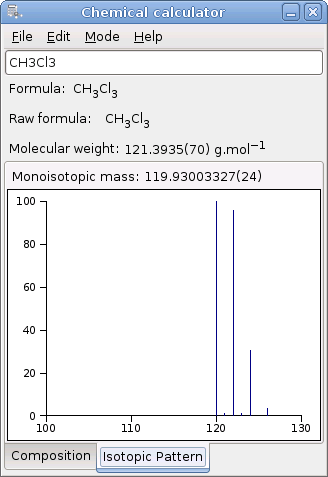 Chemical calculator
File Edit Mode Help
CH3Cl3
Formula: CH₃Cl₃
Raw formula: CH₃Cl₃
Molecular weight: 121.3935(70) g.mol⁻¹
Monoisotopic mass: 119.93003327(24)
100
80
60
40
20
0
100 110 120 130
Composition Isotopic Pattern